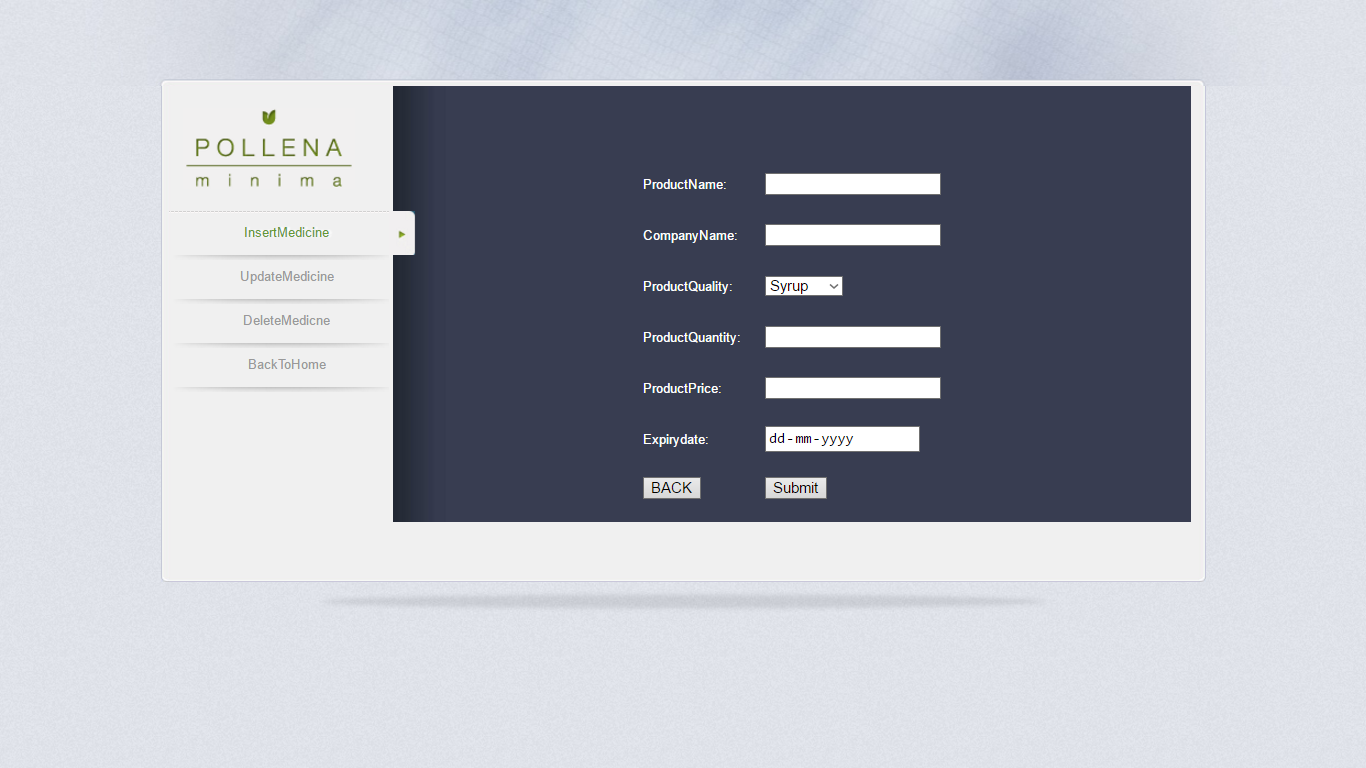 POLLENA
minima
InsertMedicine
UpdateMedicine
DeleteMedicne
BackToHome
ProductName:
CompanyName:
ProductQuality: Syrup
ProductQuantity:
ProductPrice:
Expirydate: dd-mm-yyyy
BACK Submit